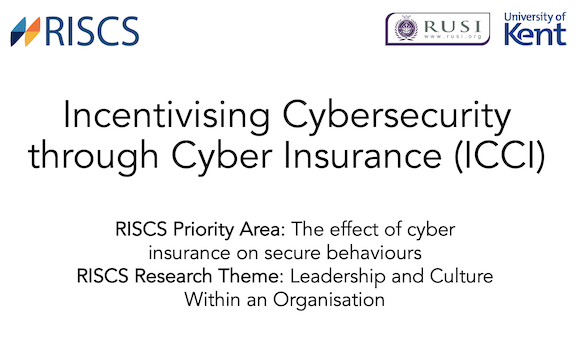 RISCS
RUSI
www.rusi.org
University of
Kent
Incentivising Cybersecurity
through Cyber Insurance (ICCI)
RISCS Priority Area: The effect of cyber
insurance on secure behaviours
RISCS Research Theme: Leadership and Culture
Within an Organisation